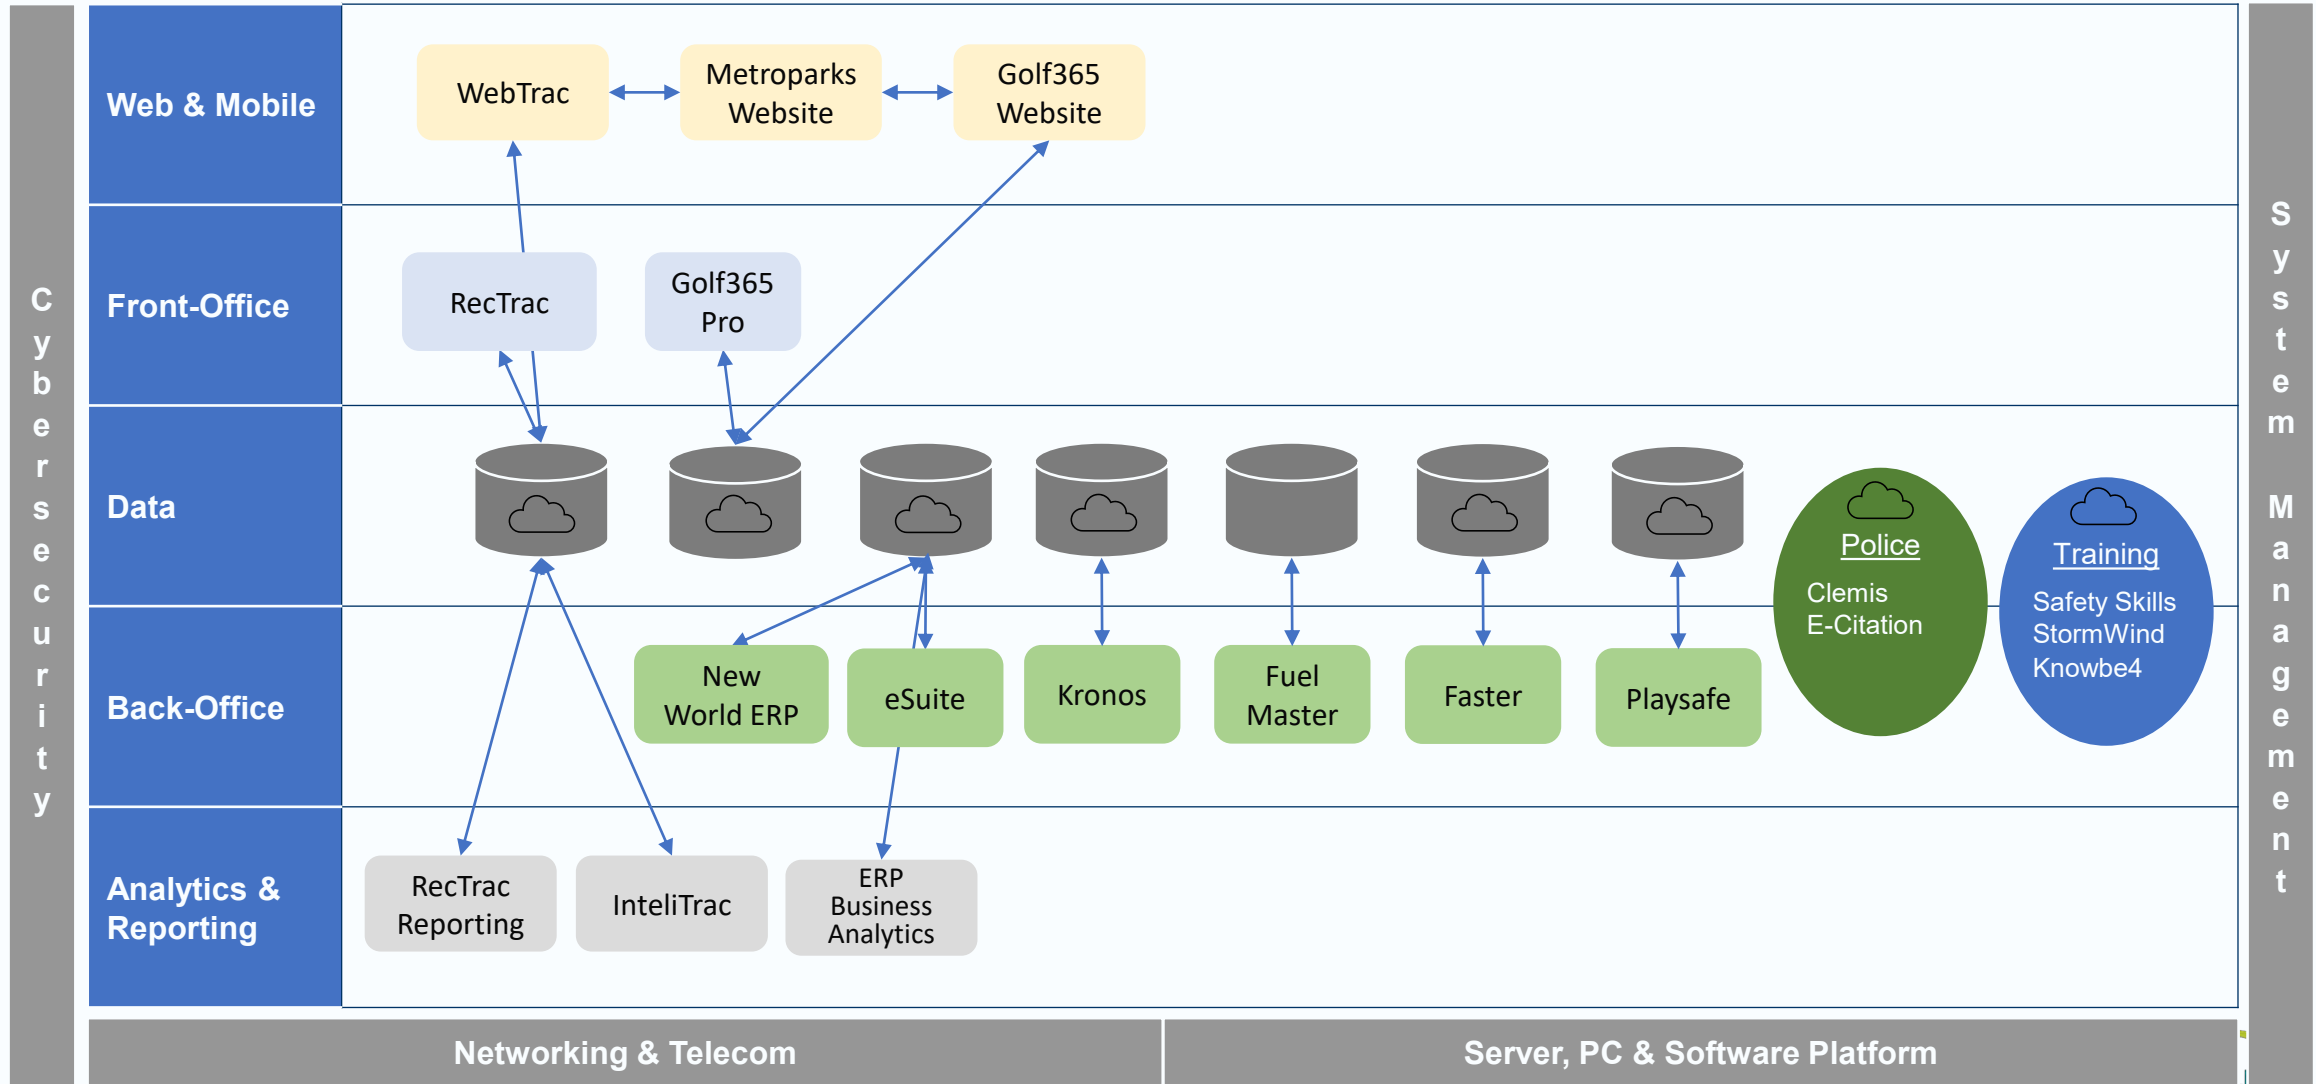 Cybersecurity
Web & Mobile
WebTrac
Metroparks
Website
Golf365
Website
Front-Office
RecTrac
Golf365
Pro
Data
Police
Clemis
E-Citation
Training
Safety Skills
StormWind
Knowbe4
Back-Office
New
World ERP
eSuite
Kronos
Fuel
Master
Faster
Playsafe
Analytics &
Reporting
RecTrac
Reporting
InteliTrac
ERP
Business
Analytics
System Management
Networking & Telecom
Server, PC & Software Platform